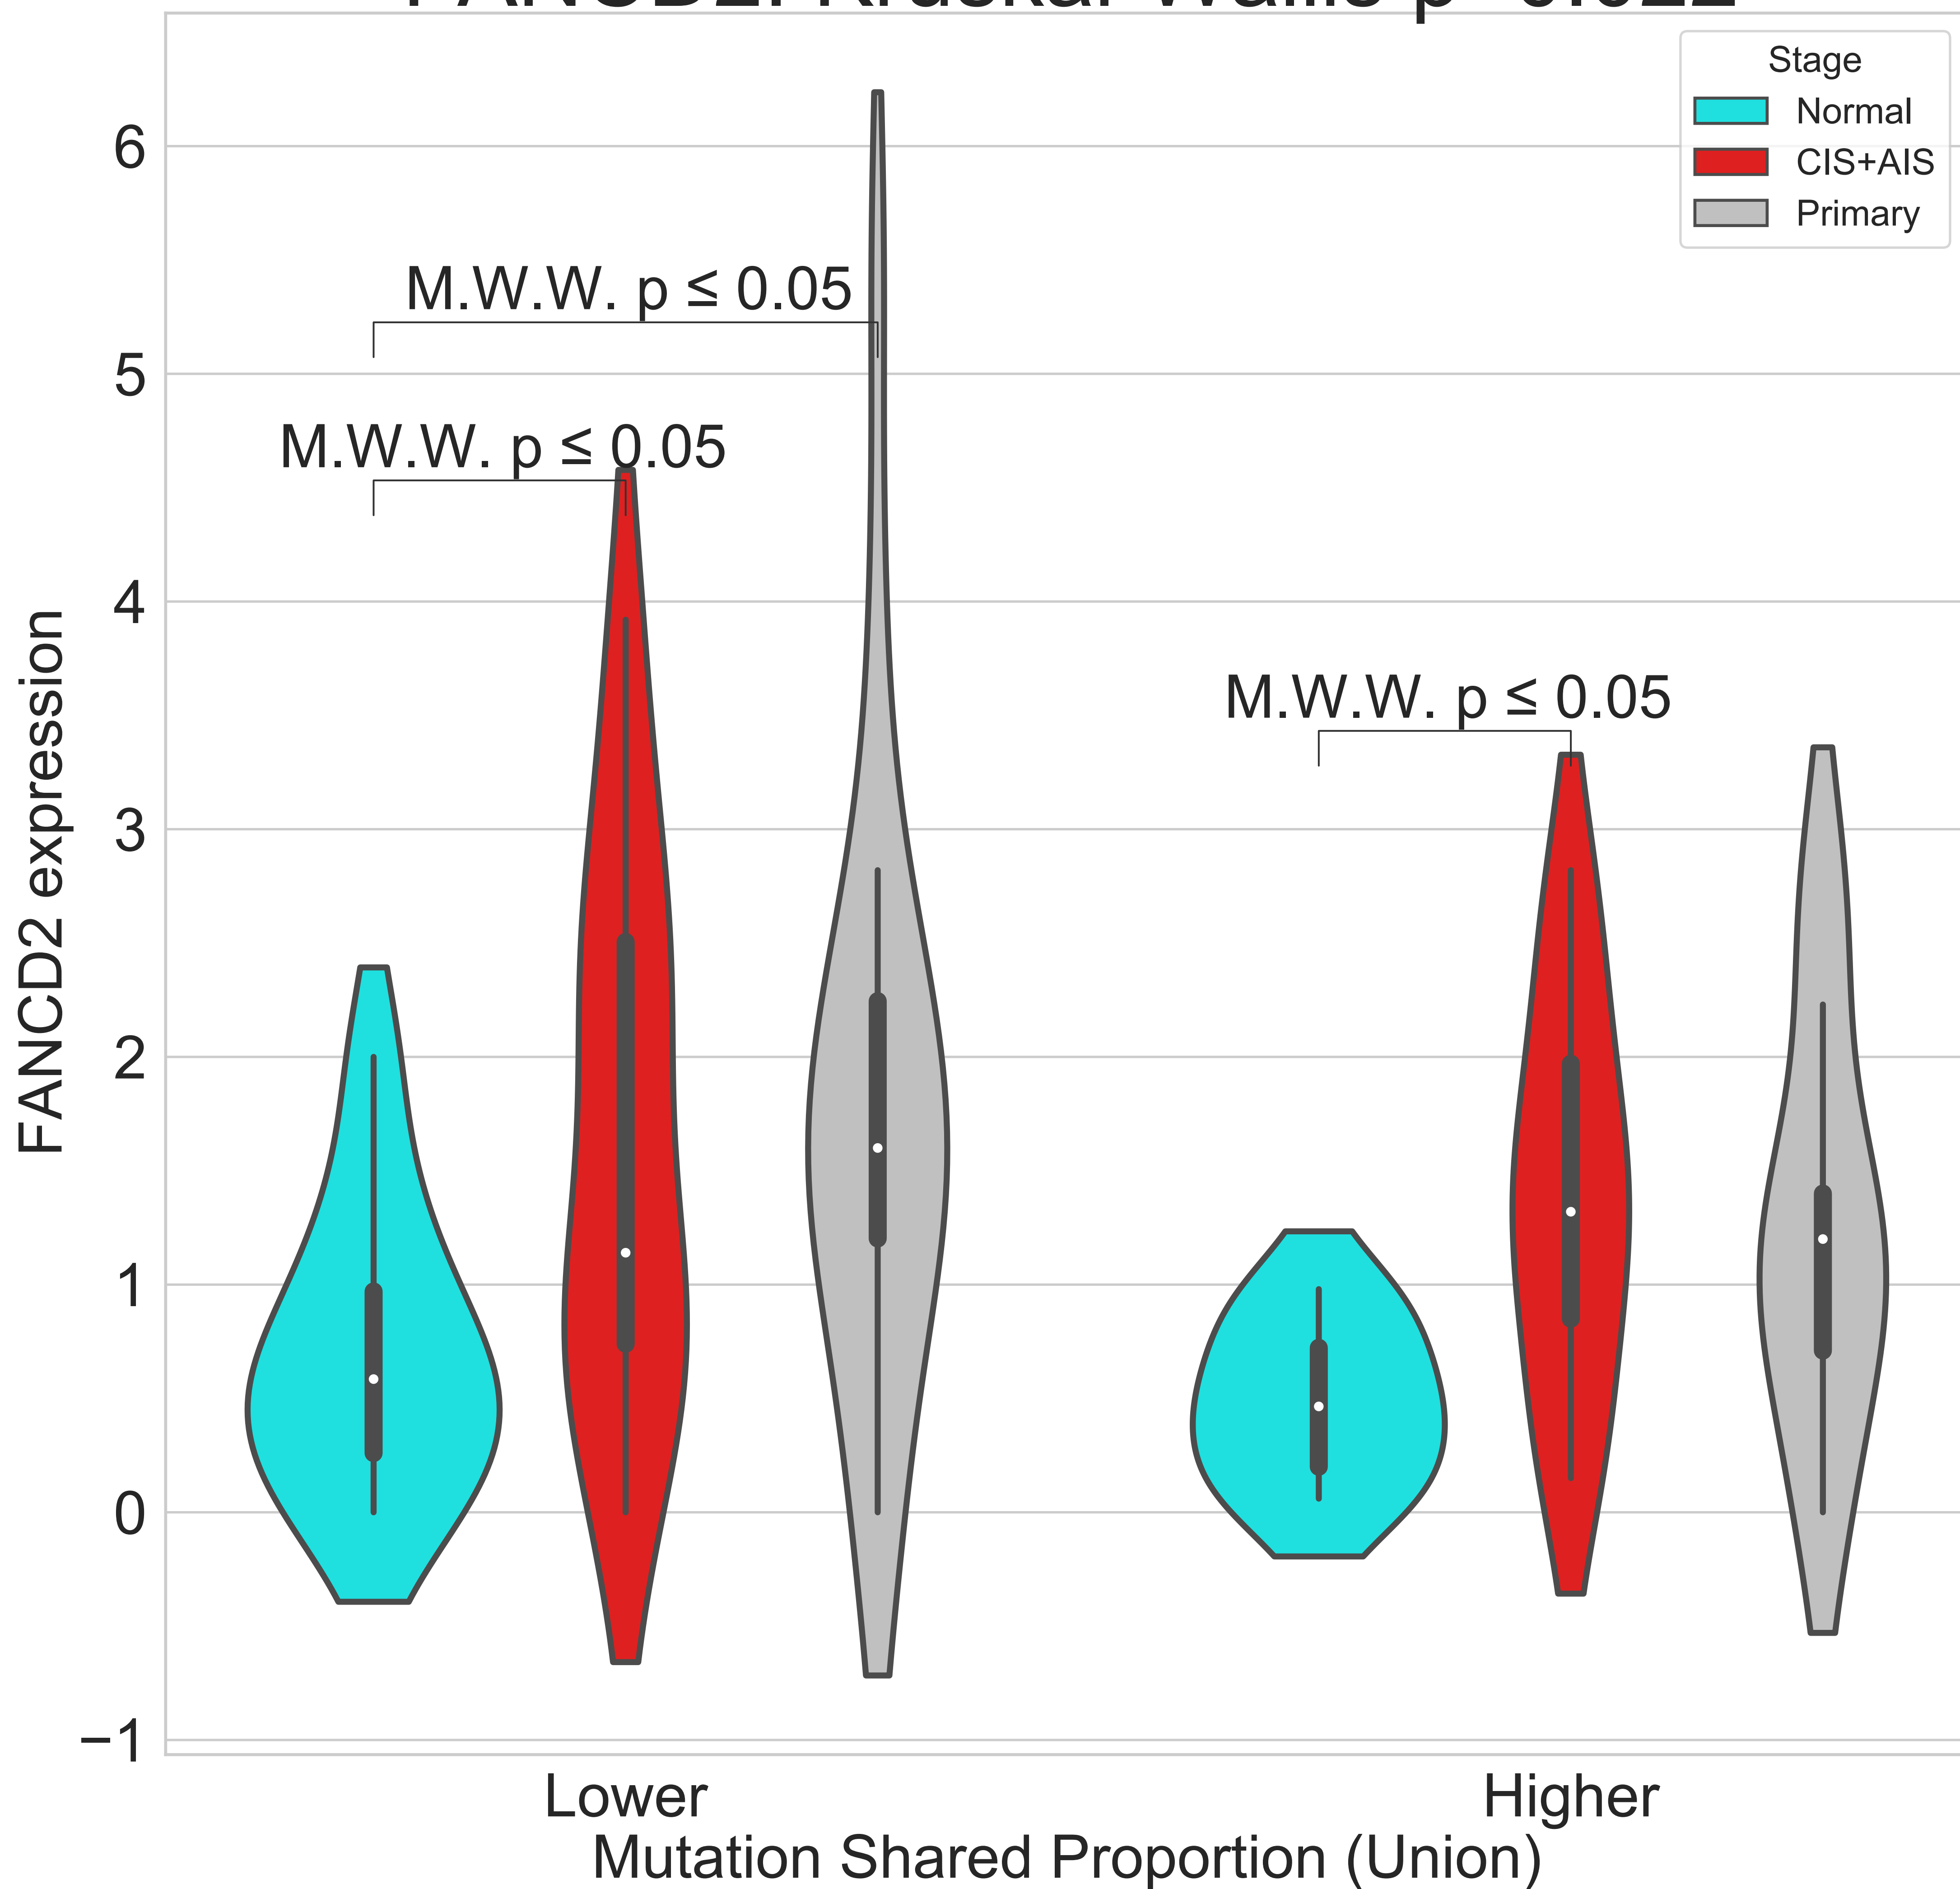 Stage
Normal
CIS+AIS
Primary
6
5
4
3
2
1
0
−1
M.W.W. p ≤ 0.05
M.W.W. p ≤ 0.05
M.W.W. p ≤ 0.05
FANCD2 expression
Lower
Higher
Mutation Shared Proportion (Union)